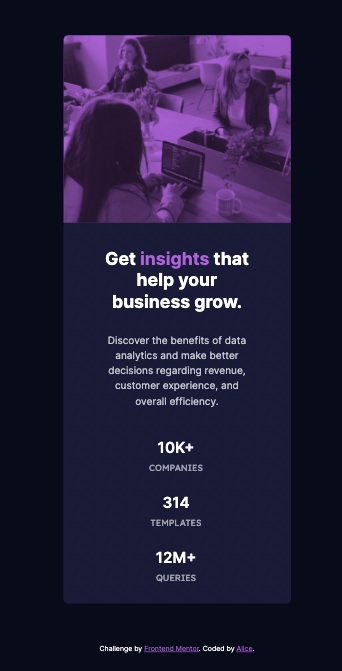 Get insights that
help your
business grow.
Discover the benefits of data
analytics and make better
decisions regarding revenue,
customer experience, and
overall efficiency.
10K+
COMPANIES
314
TEMPLATES
12M+
QUERIES
Challenge by Frontend Mentor. Coded by Alice.